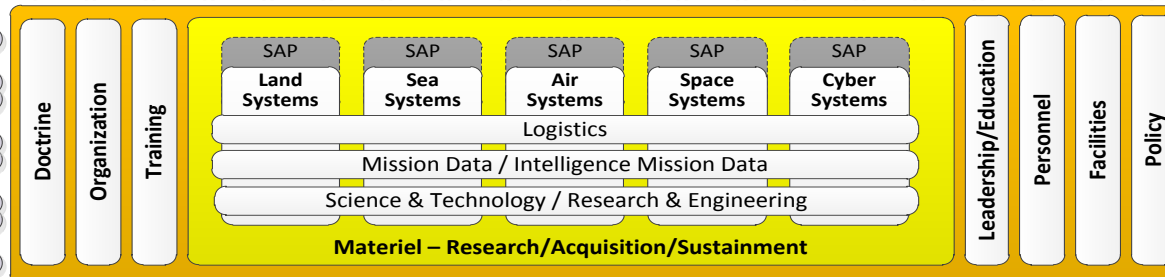 Doctrine
Organization
Training
SAP
Land
Systems
SAP
Sea
Systems
SAP
Air
Systems
SAP
Space
Systems
SAP
Cyber
Systems
Logistics
Mission Data / Intelligence Mission Data
Science & Technology / Research & Engineering
Materiel – Research/Acquisition/Sustainment
Leadership/Education
Personnel
Facilities
Policy